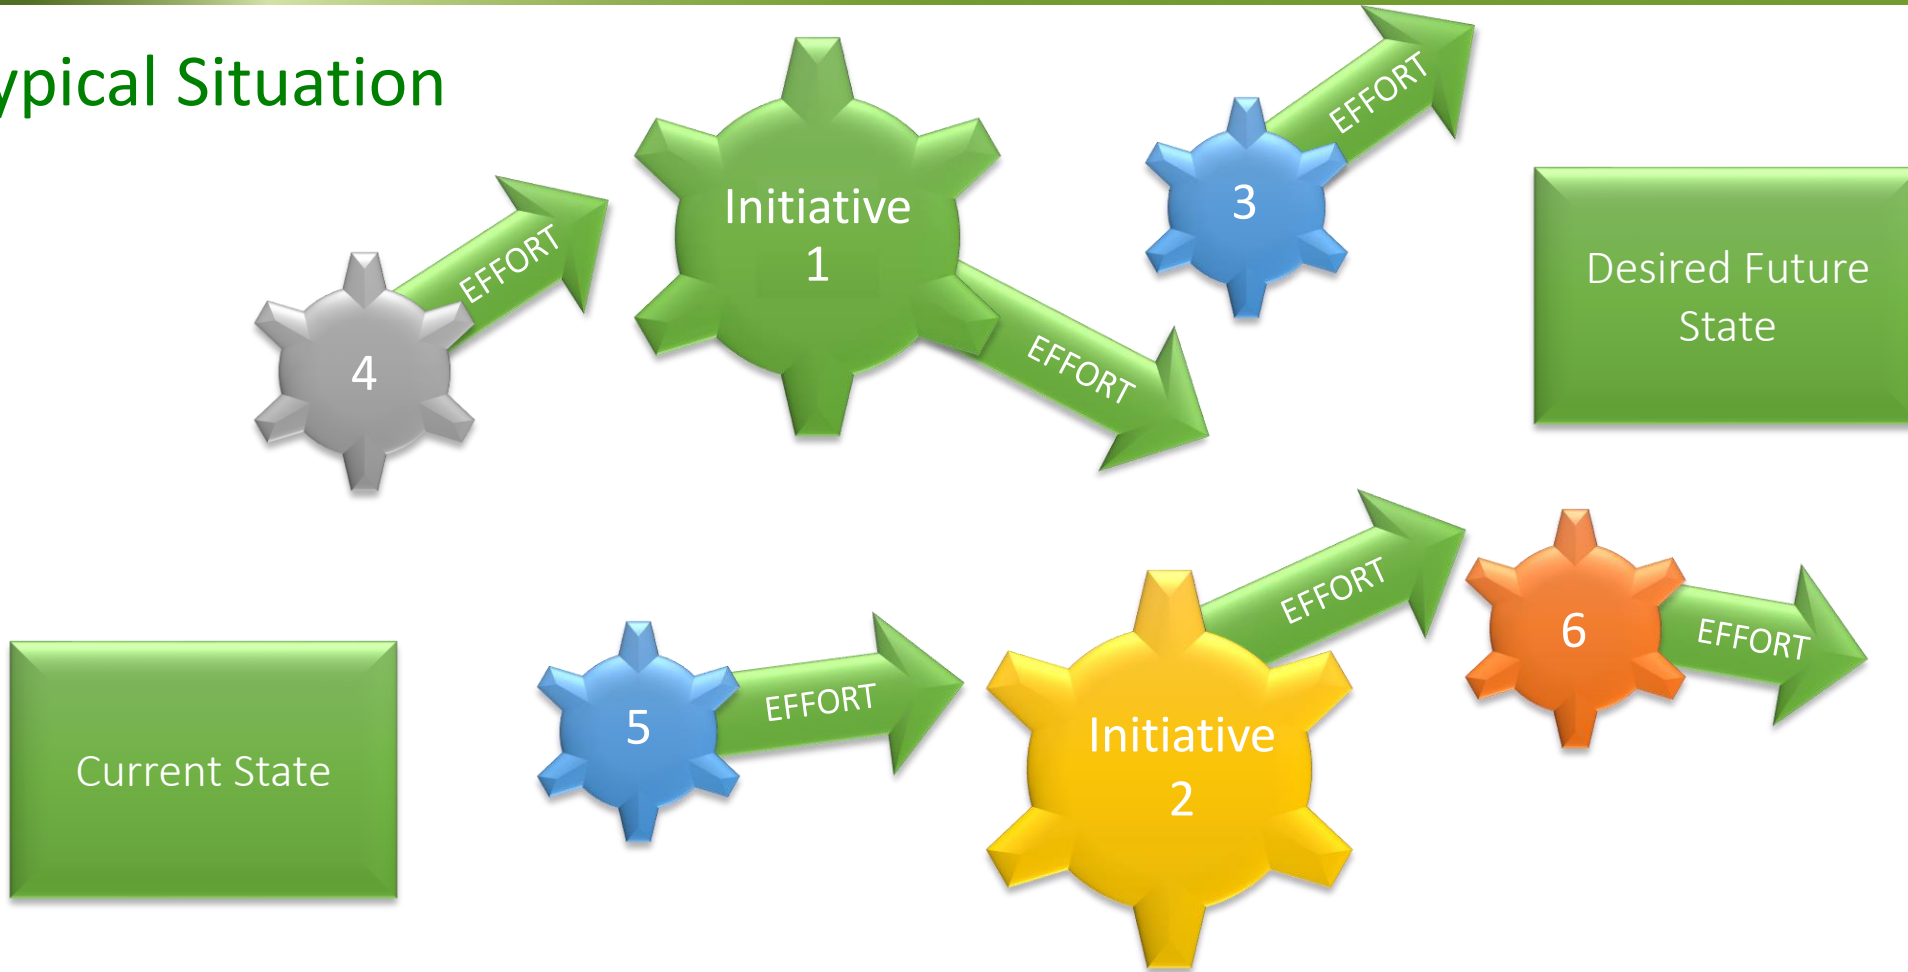 ypical Situation
EFFORT
4
Initiative
1
EFFORT
3
EFFORT
Desired Future
State
Current State
5
EFFORT
Initiative
2
EFFORT
6
EFFORT